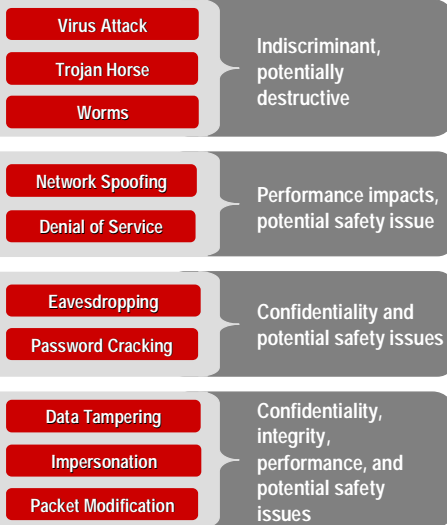 Virus Attack
Trojan Horse
Worms
Indiscriminant,
potentially
destructive
Network Spoofing
Denial of Service
Performance impacts,
potential safety issue
Eavesdropping
Password Cracking
Confidentiality and
potential safety issues
Data Tampering
Impersonation
Packet Modification
Confidentiality,
integrity,
performance, and
potential safety
issues